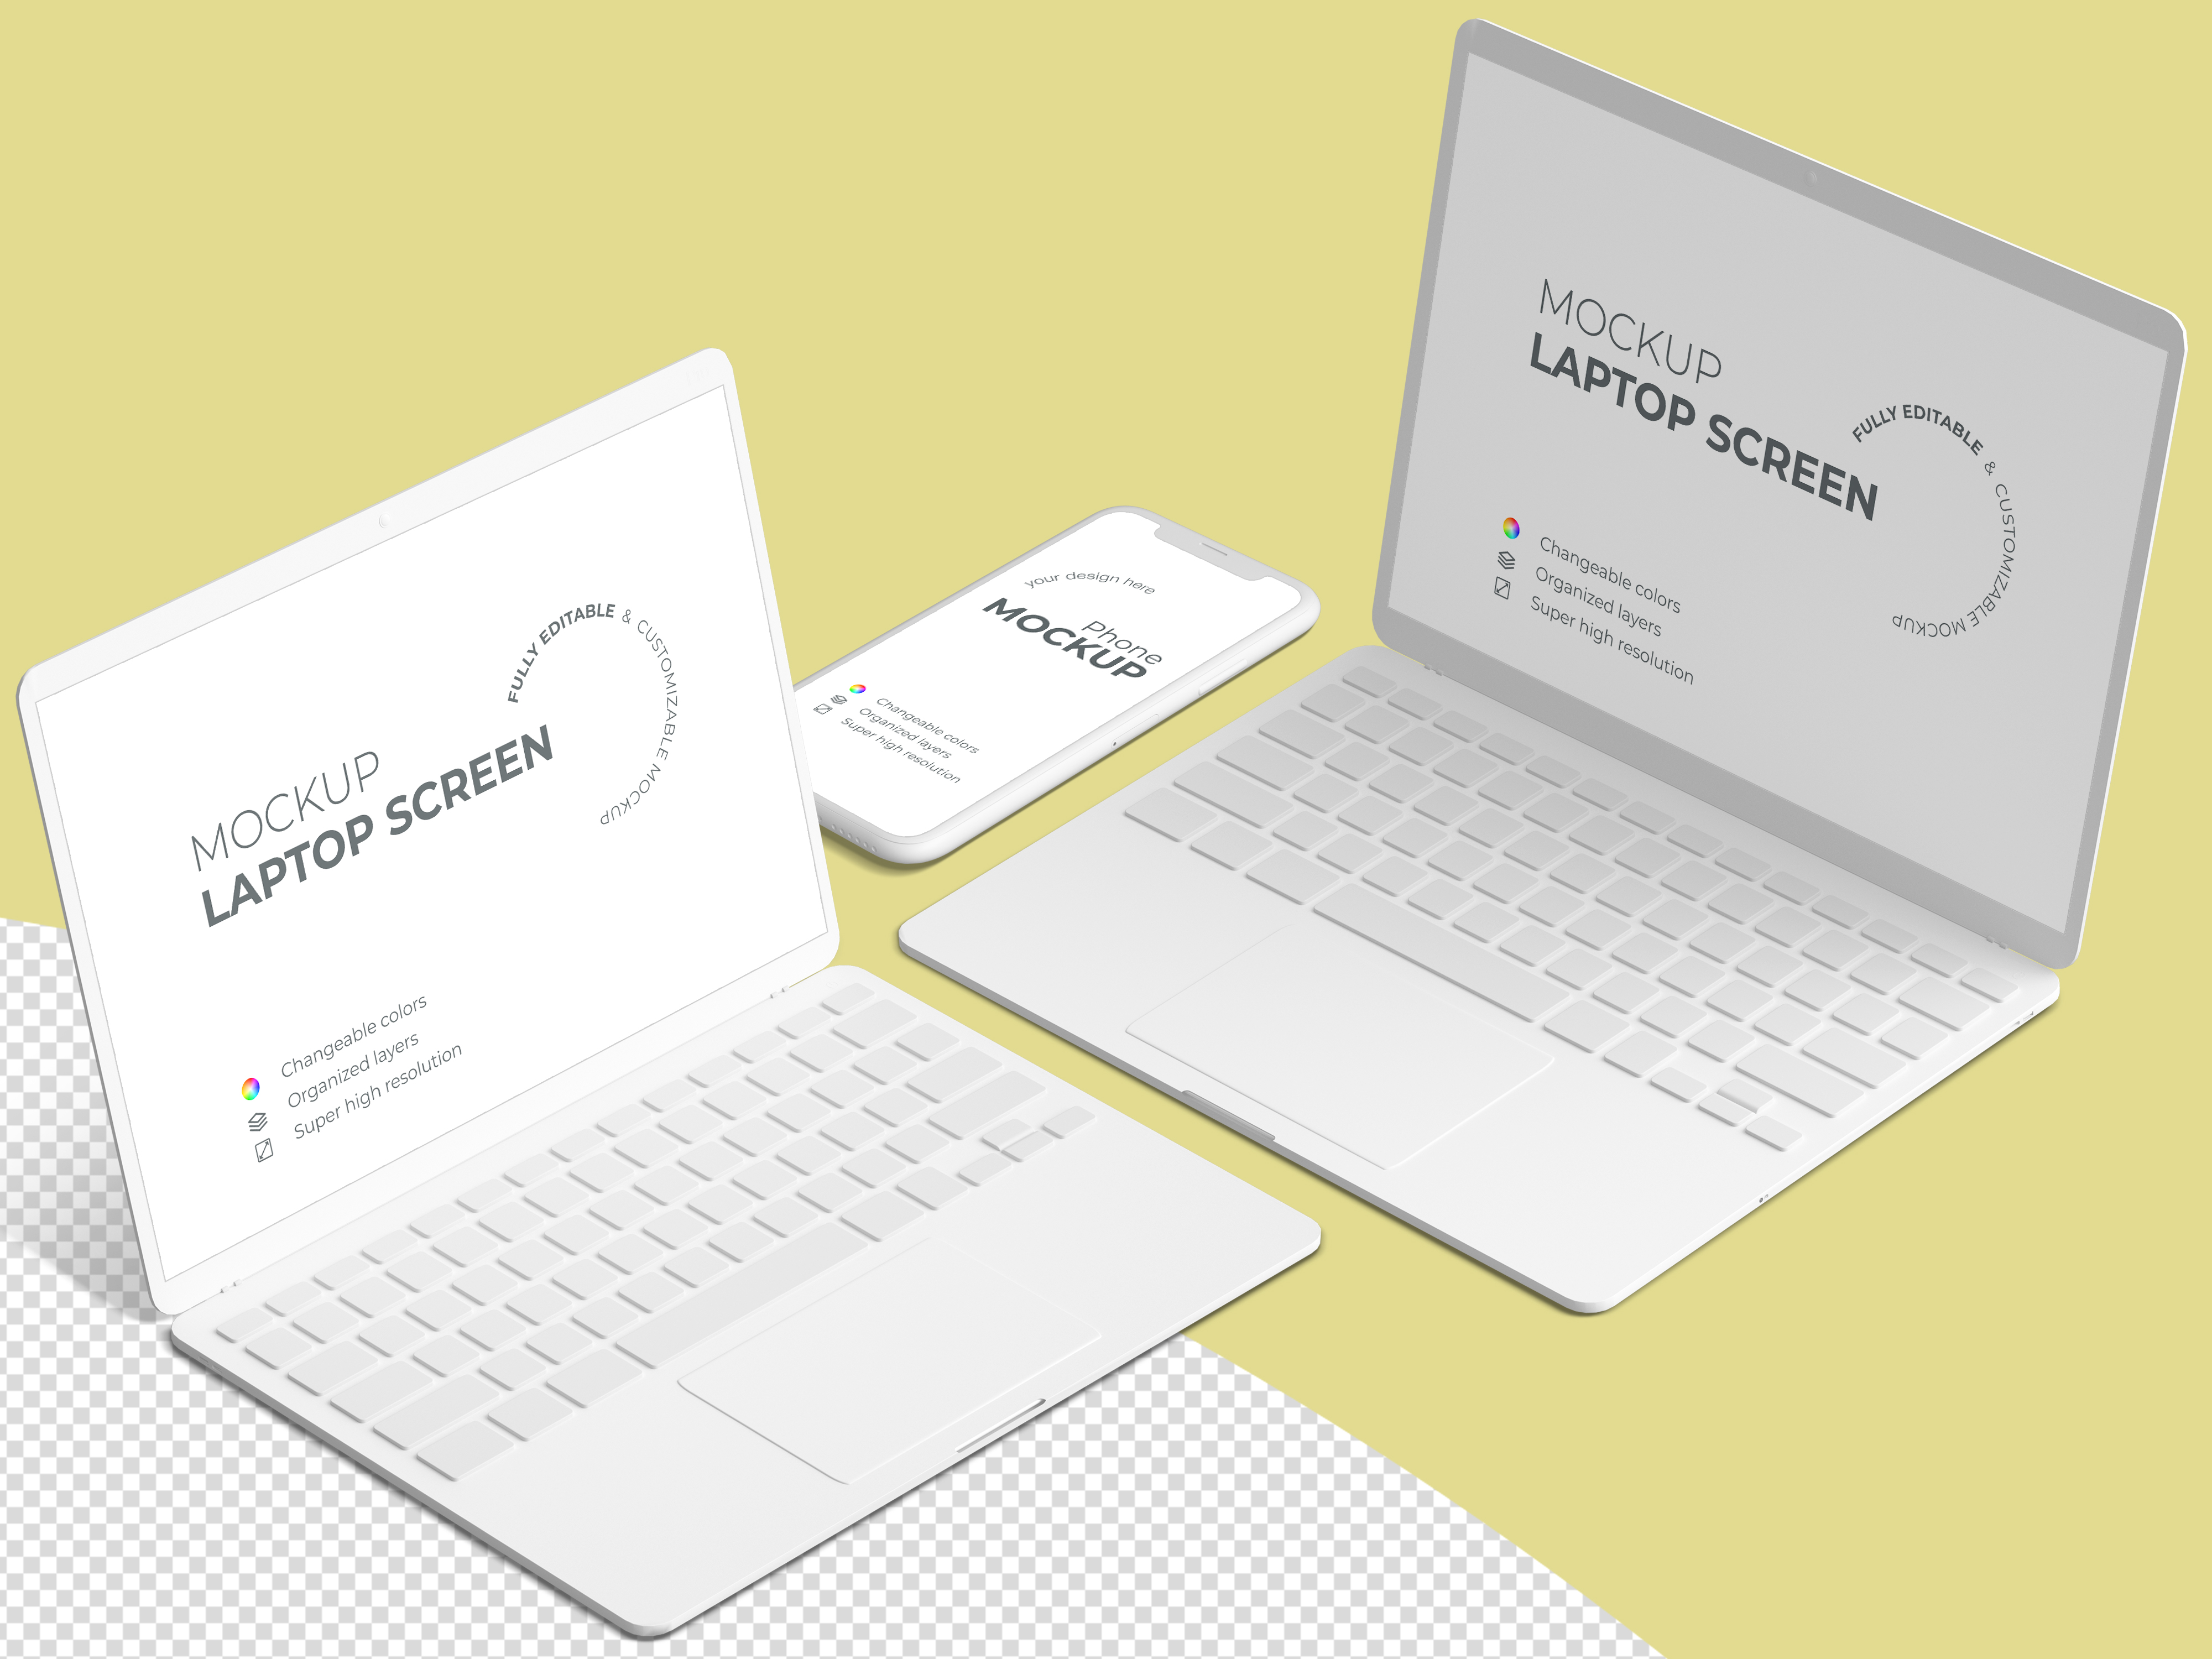 MOCKUP
LAPTOP SCREEN
FULLY EDITABLE & CUSTOMIZABLE MOCKUP
Changeable colors
Organized layers
Super high resolution
your design here
MOCKUP
Phone
MOCKUP
Changeable colors
Organized layers
Super high resolution
MOCKUP
LAPTOP SCREEN
FULLY EDITABLE & CUSTOMIZABLE MOCKUP
Changeable colors
Organized layers
Super high resolution